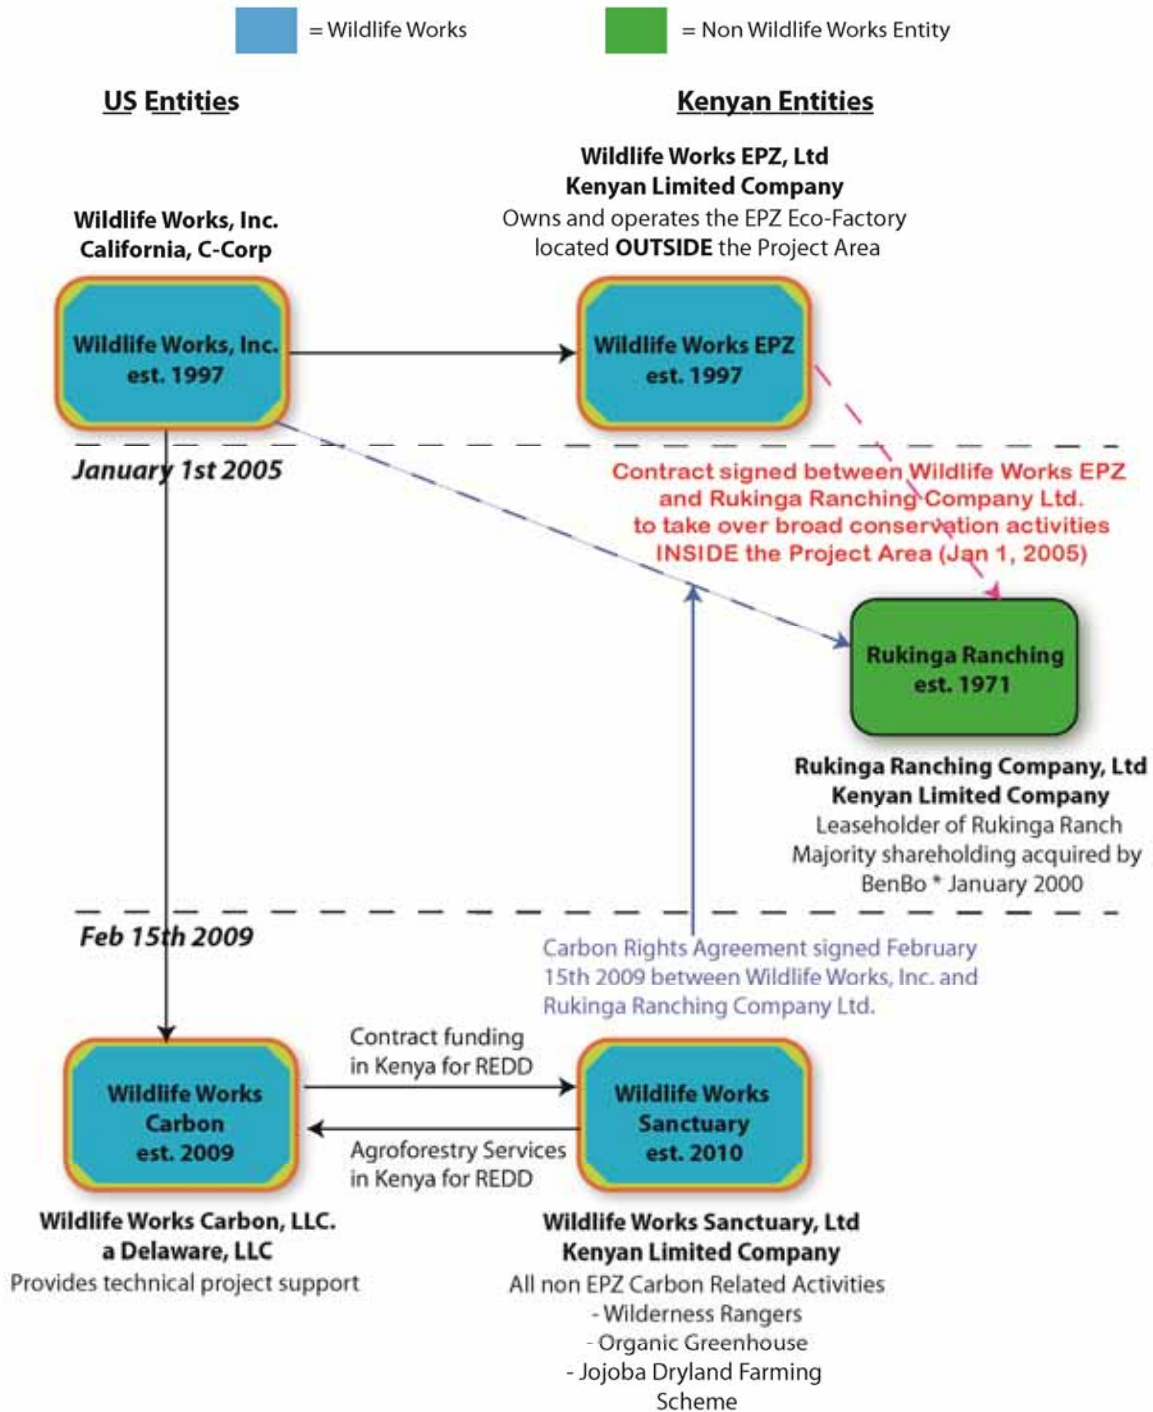 = Wildlife Works
= Non Wildlife Works Entity
US Entities
Kenyan Entities
Wildlife Works EPZ, Ltd
Kenyan Limited Company
Owns and operates the EPZ Eco-Factory
located OUTSIDE the Project Area
Wildlife Works, Inc.
California, C-Corp
Wildlife Works, Inc.
est. 1997
Wildlife Works EPZ
est. 1997
January 1st 2005
Contract signed between Wildlife Works EPZ
and Rukinga Ranching Company Ltd.
to take over broad conservation activities
INSIDE the Project Area (Jan 1, 2005)
Rukinga Ranching
est. 1971
Rukinga Ranching Company, Ltd
Kenyan Limited Company
Leaseholder of Rukinga Ranch
Majority shareholding acquired by
BenBo * January 2000
Feb 15th 2009
Carbon Rights Agreement signed February
15th 2009 between Wildlife Works, Inc. and
Rukinga Ranching Company Ltd.
Contract funding
in Kenya for REDD
Wildlife Works
Carbon
est. 2009
Wildlife Works
Sanctuary
est. 2010
Agroforestry Services
in Kenya for REDD
Wildlife Works Carbon, LLC.
a Delaware, LLC
Provides technical project support
Wildlife Works Sanctuary, Ltd
Kenyan Limited Company
All non EPZ Carbon Related Activities
- Wilderness Rangers
- Organic Greenhouse
- Jojoba Dryland Farming
Scheme